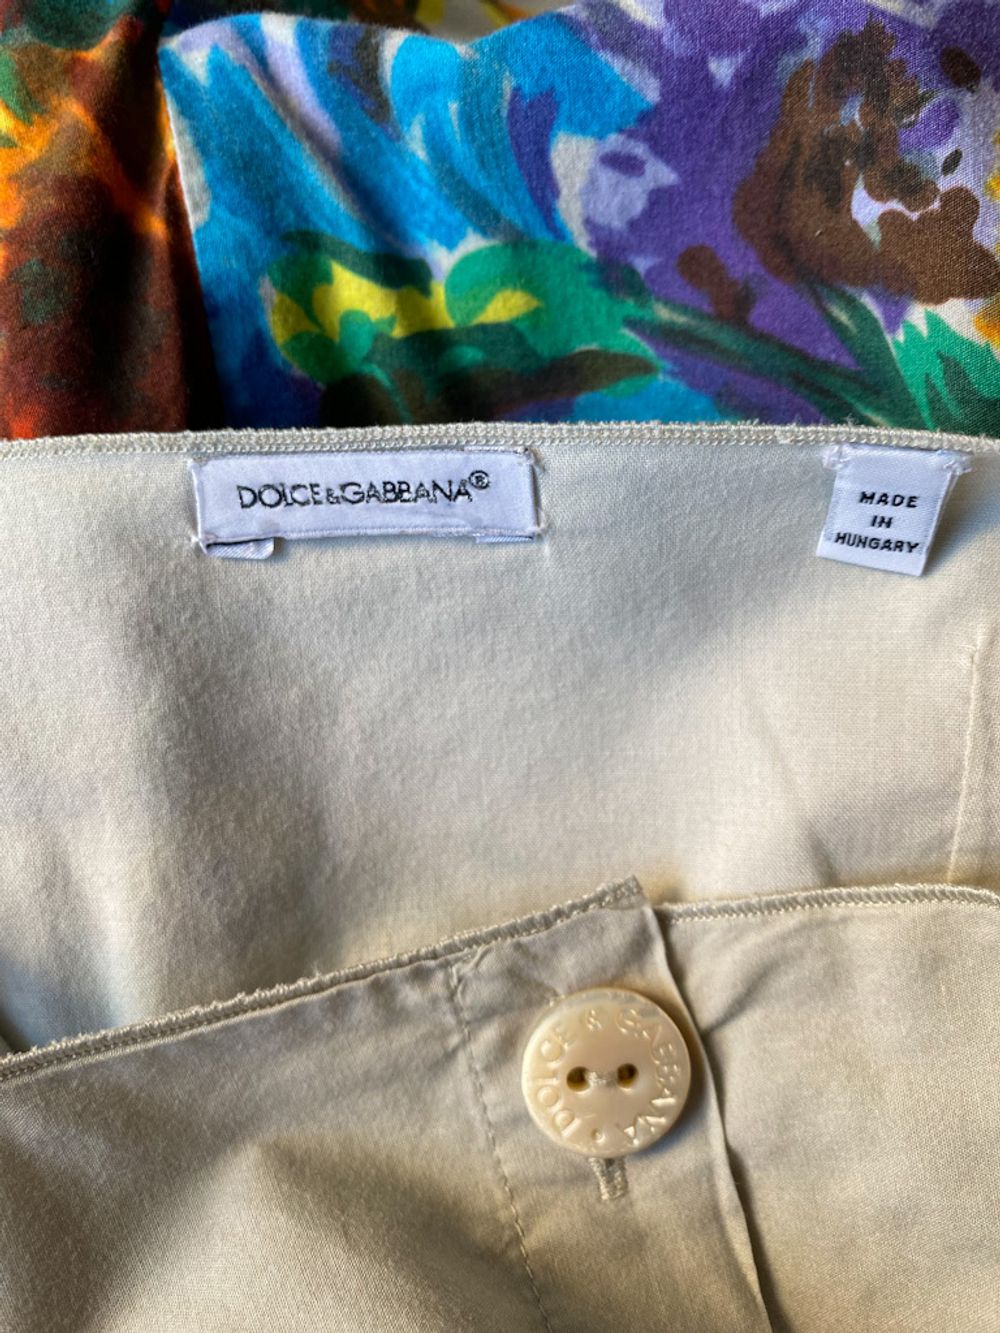 DOLCE&GABBANA®
MADE
IN
HUNGARY
DOLCE & GABBANA